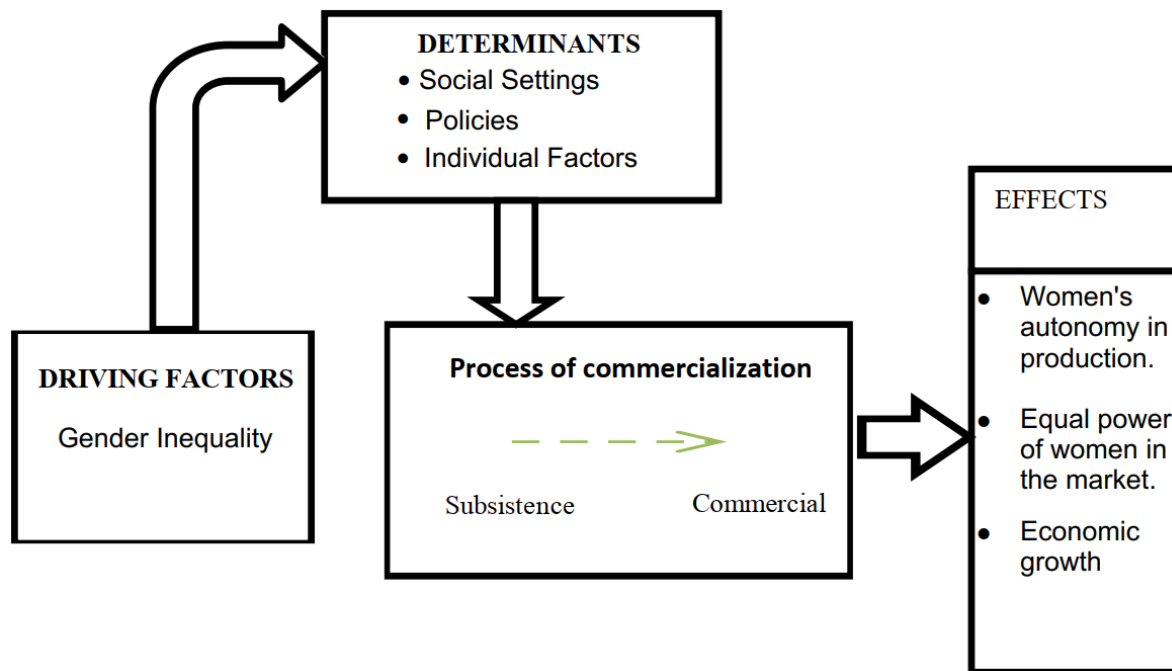 DETERMINANTS
• Social Settings
• Policies
• Individual Factors
DRIVING FACTORS
Gender Inequality
Process of commercialization
Subsistence
Commercial
EFFECTS
• Women's
autonomy in
production.
• Equal power
of women in
the market.
• Economic
growth